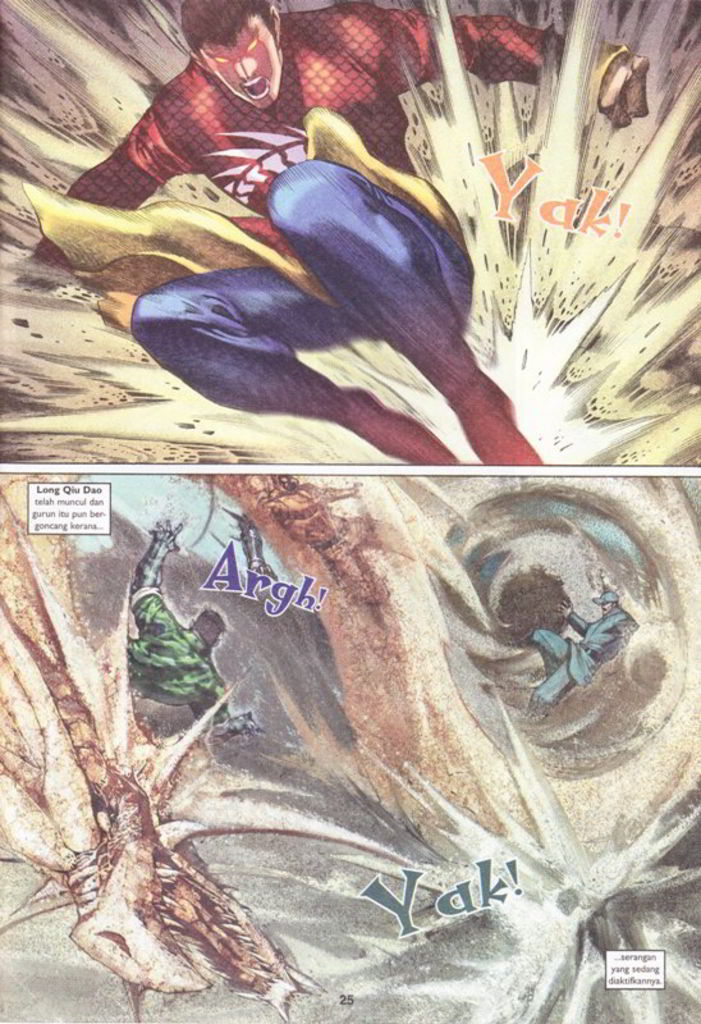 Yak!
Long Qiu Dao
telah muncul dan
gurun itu pun ber-
goncang kerana...
Argh!
Yak!
...serangan
yang sedang
diaktifkannya.
25